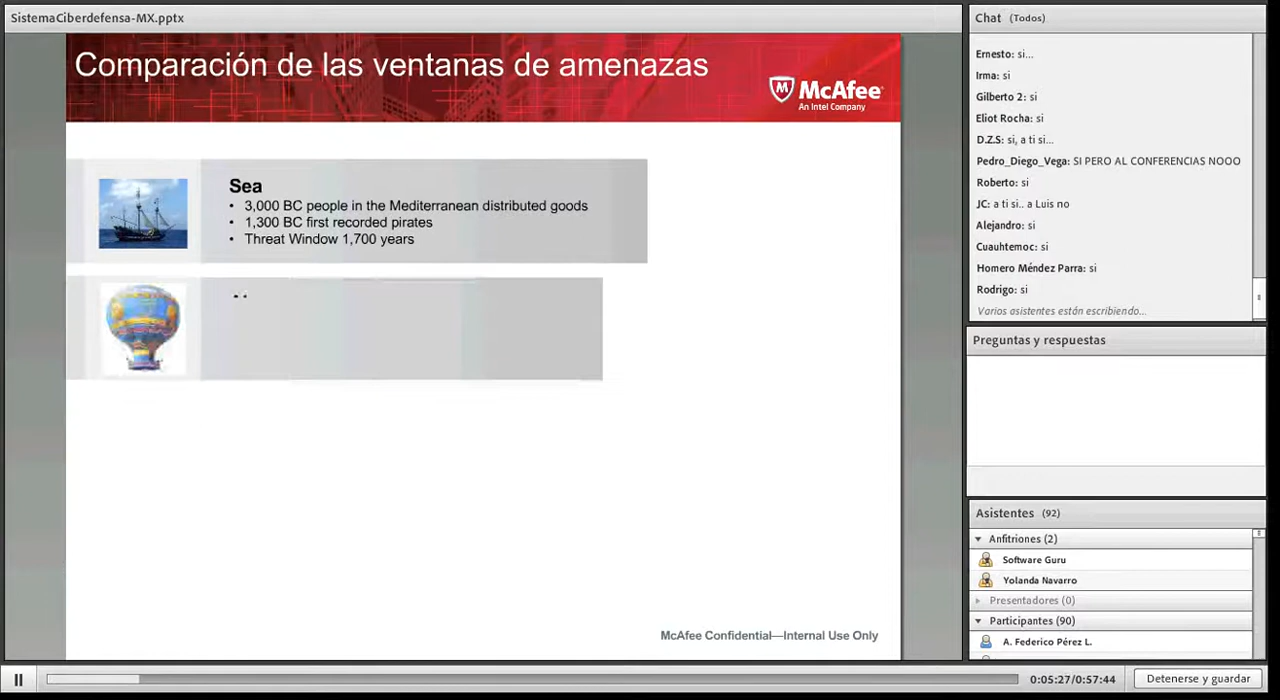 SistemaCiberdefensa-MX.pptx
Comparación de las ventanas de amenazas
McAfee
An Intel Company
Sea
• 3,000 BC people in the Mediterranean distributed goods
• 1,300 BC first recorded pirates
• Threat Window 1,700 years
McAfee Confidential—Internal Use Only
Chat (Todos)
Ernesto: si...
Irma: si
Gilberto 2: si
Eliot Rocha: si
D.Z.S: si, a ti si...
Pedro_Diego_Vega: SI PERO AL CONFERENCIAS NOOO
Roberto: si
JC: a ti si.. a Luis no
Alejandro: si
Cuauhtemoc: si
Homero Méndez Parra: si
Rodrigo: si
Varios asistentes están escribiendo...
Preguntas y respuestas
Asistentes (92)
Anfitriones (2)
Software Guru
Yolanda Navarro
Presentadores (0)
Participantes (90)
A. Federico Pérez L.
0:05:27/0:57:44
Detenerse y guardar